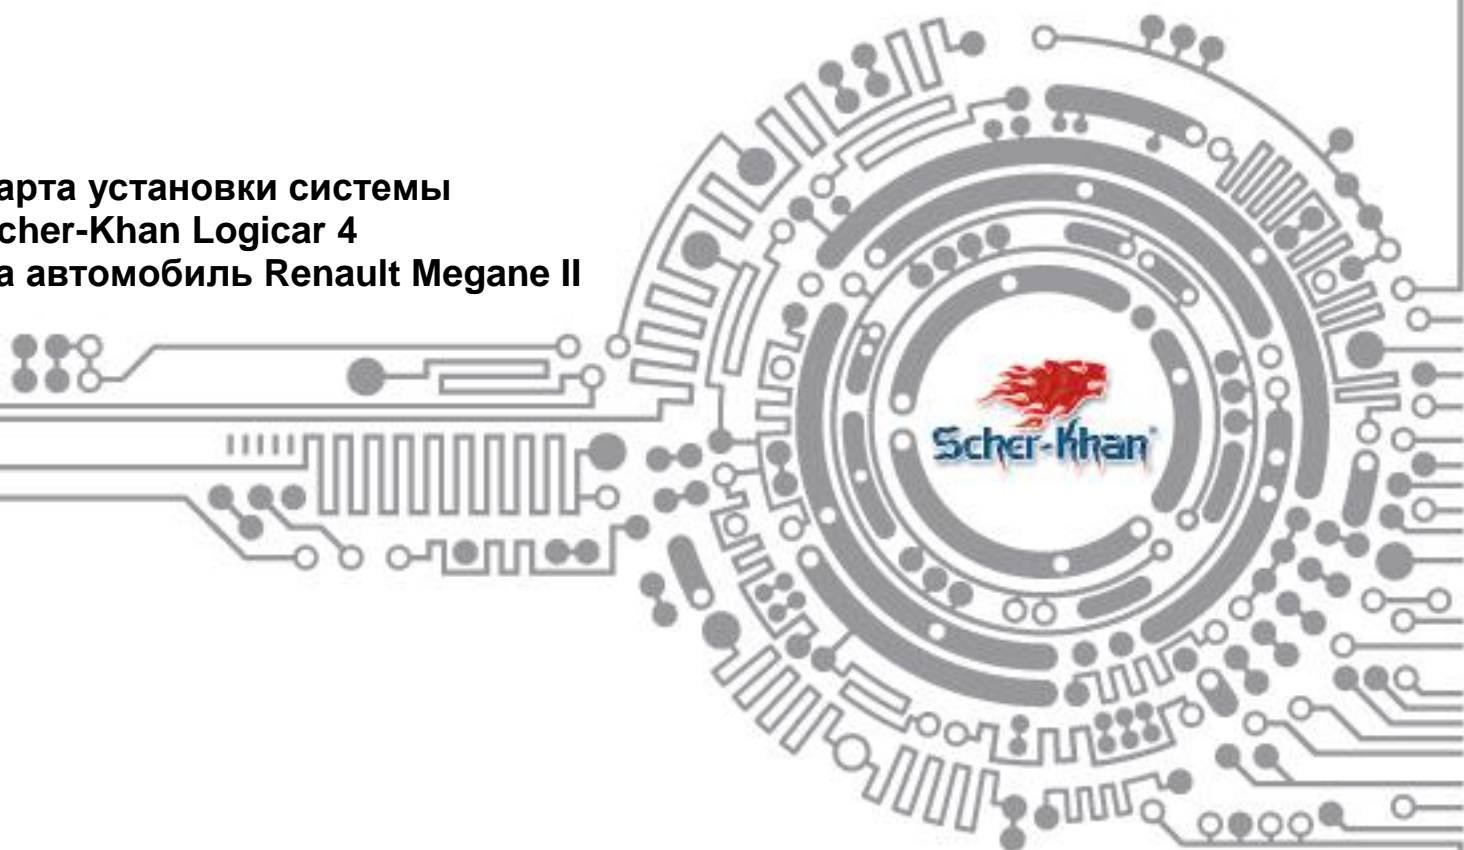 арта установки системы
cher-Khan Logicar 4
а автомобиль Renault Megane II
Scher-Khan